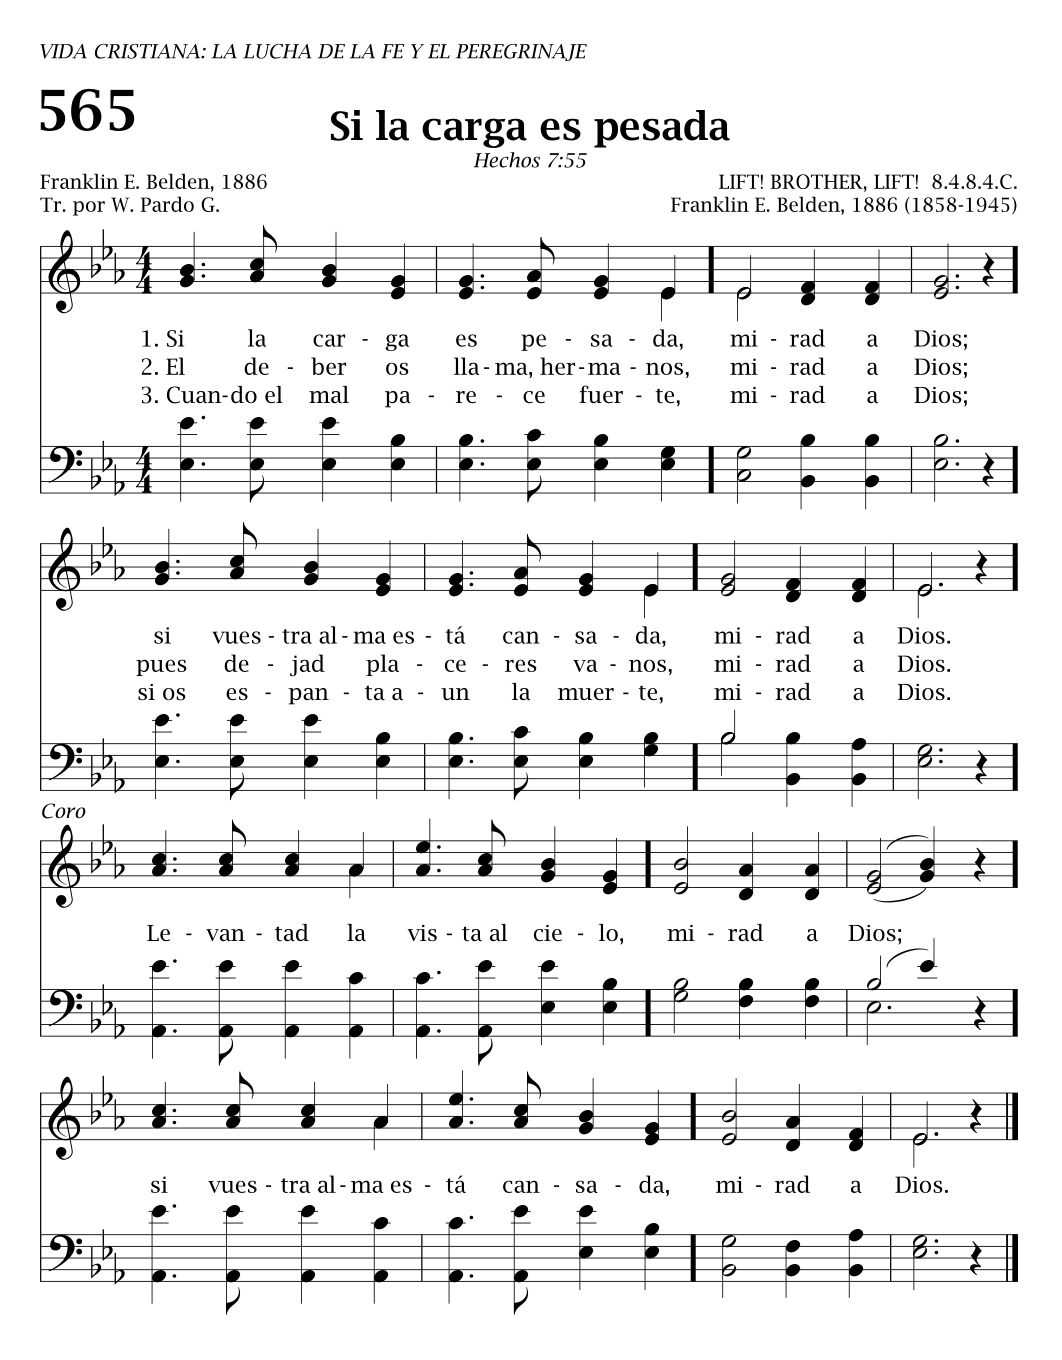 VIDA CRISTIANA: LA LUCHA DE LA FE Y EL PEREGRINAJE
565
Si la carga es pesada
Hechos 7:55
Franklin E. Belden, 1886
LIFT! BROTHER, LIFT!  8.4.8.4.C.
Tr. por W. Pardo G.
Franklin E. Belden, 1886 (1858-1945)
4
4
1. Si la car - ga es pe - sa - da, mi - rad a Dios;
2. El de - ber os lla - ma, her - ma - nos, mi - rad a Dios;
3. Cuan - do el mal pa - re - ce fuer - te, mi - rad a Dios;
4
4
si vues - tra al - ma es - tá can - sa - da, mi - rad a Dios.
pues de - jad pla - ce - res va - nos, mi - rad a Dios.
si os es - pan - ta a - un la muer - te, mi - rad a Dios.
Coro
Le - van - tad la vis - ta al cie - lo, mi - rad a Dios;
si vues - tra al - ma es - tá can - sa - da, mi - rad a Dios.